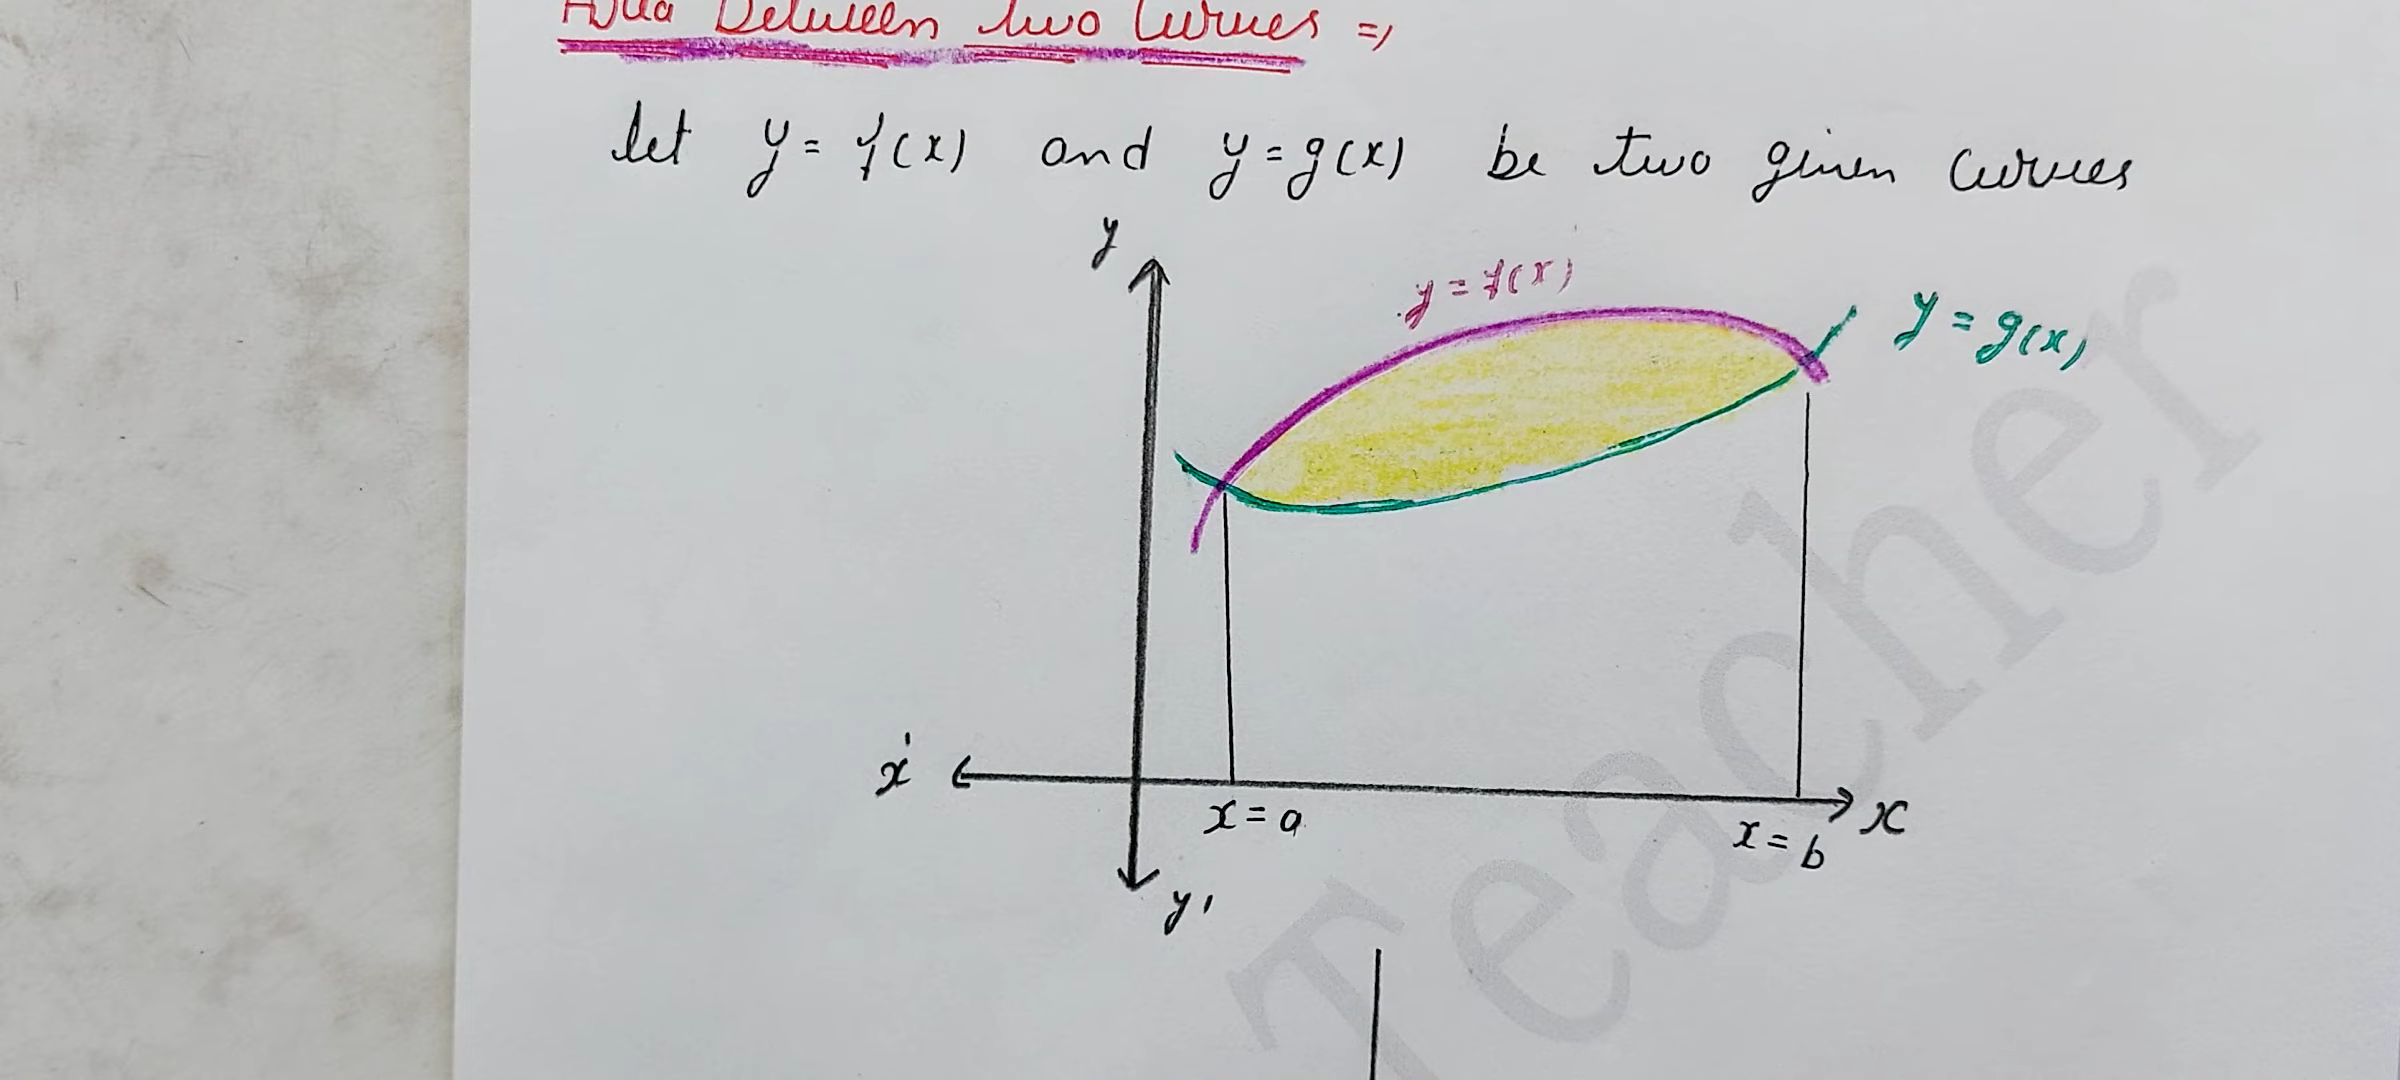 Area Between two Curves =,
let y = f(x) and y = g(x) be two given curves
y
y = f(x)
y = g(x)
x'
x = a
x = b
x
y'
Teacher